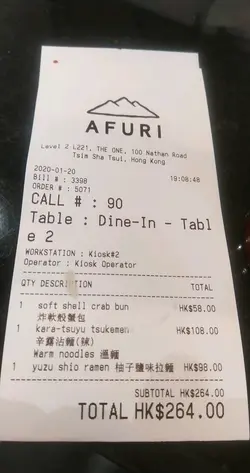 AFURI
Level 2 L221, THE ONE, 100 Nathan Road
Tsim Sha Tsui, Hong Kong
2020-01-20 19:08:48
Bill # : 3398
ORDER # : 5071
CALL # : 90
Table : Dine-In - Tabl
e 2
WORKSTATION : Kiosk#2
Operator : Kiosk Operator
QTY DESCRIPTION TOTAL
1 soft shell crab bun HK$58.00
炸軟殼蟹包
1 kara-tsuyu tsukemen HK$108.00
辛露沾麵(辣)
Warm noodles 溫麵
1 yuzu shio ramen 柚子鹽味拉麵 HK$98.00
SUBTOTAL HK$264.00
TOTAL HK$264.00